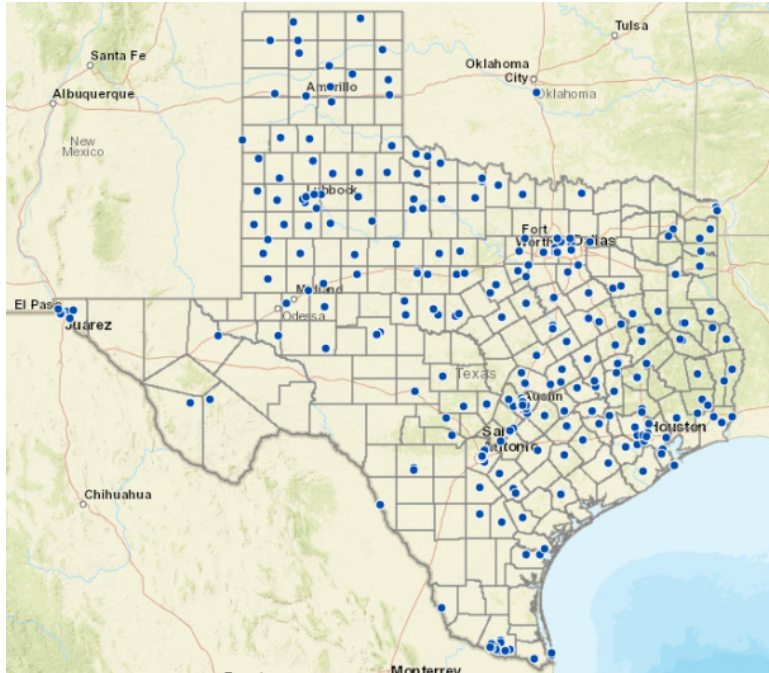 Tulsa
Santa Fe
Oklahoma
City
Amarillo
Oklahoma
Albuquerque
New
Mexico
Lubbock
Fort
Worth
Dallas
El Paso
Midland
Juarez
Odessa
Texas
Austin
San
Antonio
Houston
Chihuahua
Monterrey